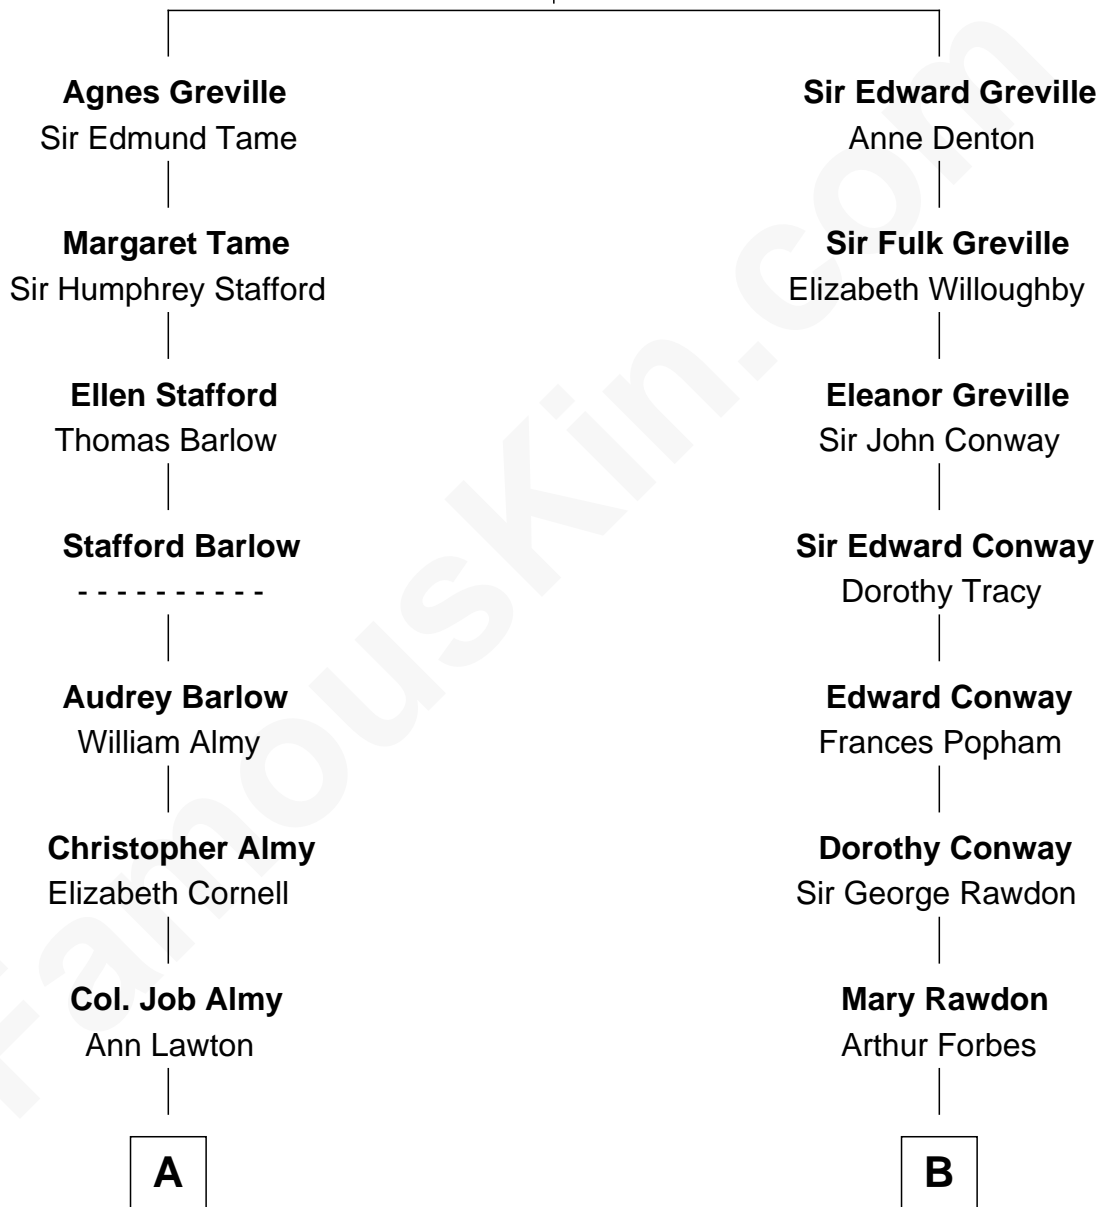 Agnes Greville
Sir Edmund Tame
Margaret Tame
Sir Humphrey Stafford
Ellen Stafford
Thomas Barlow
Stafford Barlow
- - - - - - - - - -
Audrey Barlow
William Almy
Christopher Almy
Elizabeth Cornell
Col. Job Almy
Ann Lawton
A
Sir Edward Greville
Anne Denton
Sir Fulk Greville
Elizabeth Willoughby
Eleanor Greville
Sir John Conway
Sir Edward Conway
Dorothy Tracy
Edward Conway
Frances Popham
Dorothy Conway
Sir George Rawdon
Mary Rawdon
Arthur Forbes
B
FamousKin.com